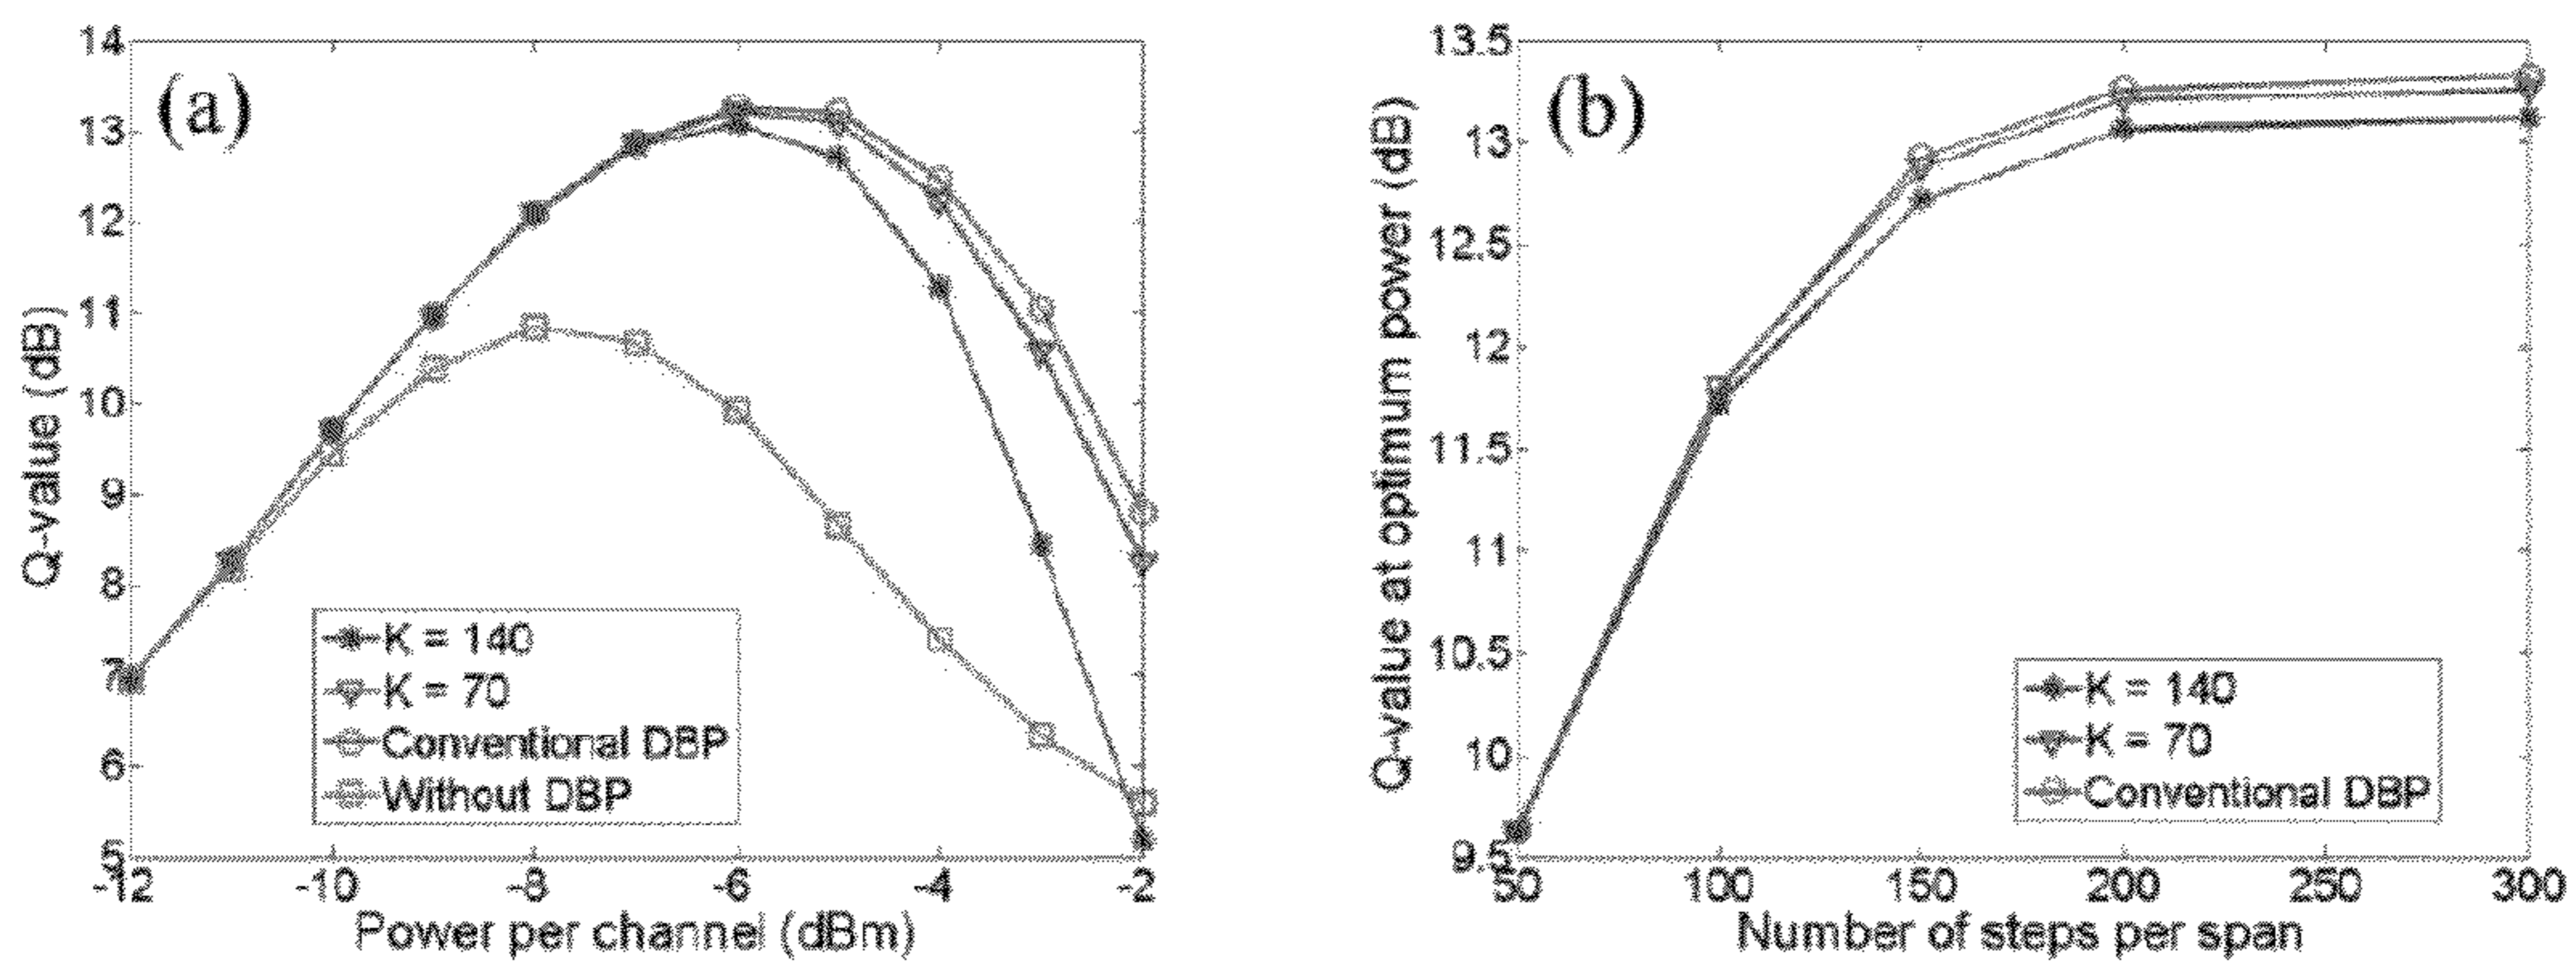 (a)
Q-value (dB)
14
13
12
11
10
9
8
7
6
5
-12 -10 -8 -6 -4 -2
Power per channel (dBm)
K = 140
K = 70
Conventional DBP
Without DBP
(b)
Q-value at optimum power (dB)
13.5
13
12.5
12
11.5
11
10.5
10
9.5
50 100 150 200 250 300
Number of steps per span
K = 140
K = 70
Conventional DBP